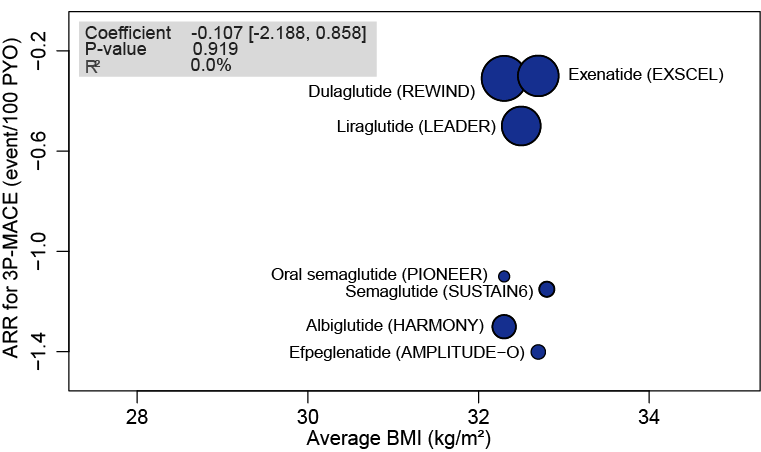 Coefficient -0.107 [-2.188, 0.858]
P-value 0.919
R² 0.0%
Exenatide (EXSCEL)
Dulaglutide (REWIND)
Liraglutide (LEADER)
Oral semaglutide (PIONEER)
Semaglutide (SUSTAIN6)
Albiglutide (HARMONY)
Efpeglenatide (AMPLITUDE−O)
ARR for 3P-MACE (event/100 PYO)
−0.2
−0.6
−1.0
−1.4
28 30 32 34
Average BMI (kg/m²)